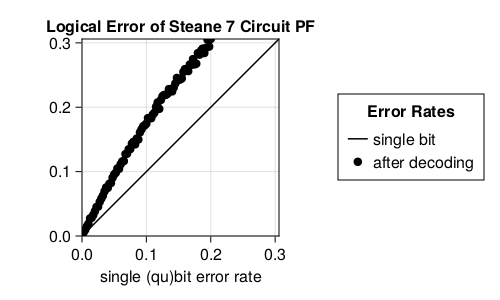 Logical Error of Steane 7 Circuit PF
0.3
0.2
0.1
0.0
0.0 0.1 0.2 0.3
single (qu)bit error rate
Error Rates
single bit
after decoding